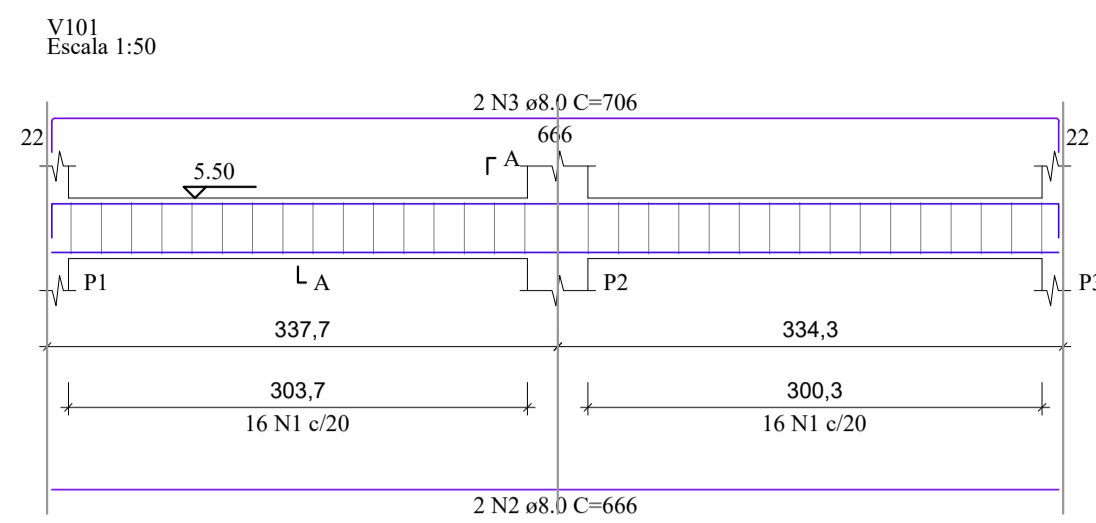 V101
Escala 1:50
2 N3 ø8.0 C=706
22
666
22
A
5.50
P1
A
P2
P3
337,7
334,3
303,7
300,3
16 N1 c/20
16 N1 c/20
2 N2 ø8.0 C=666